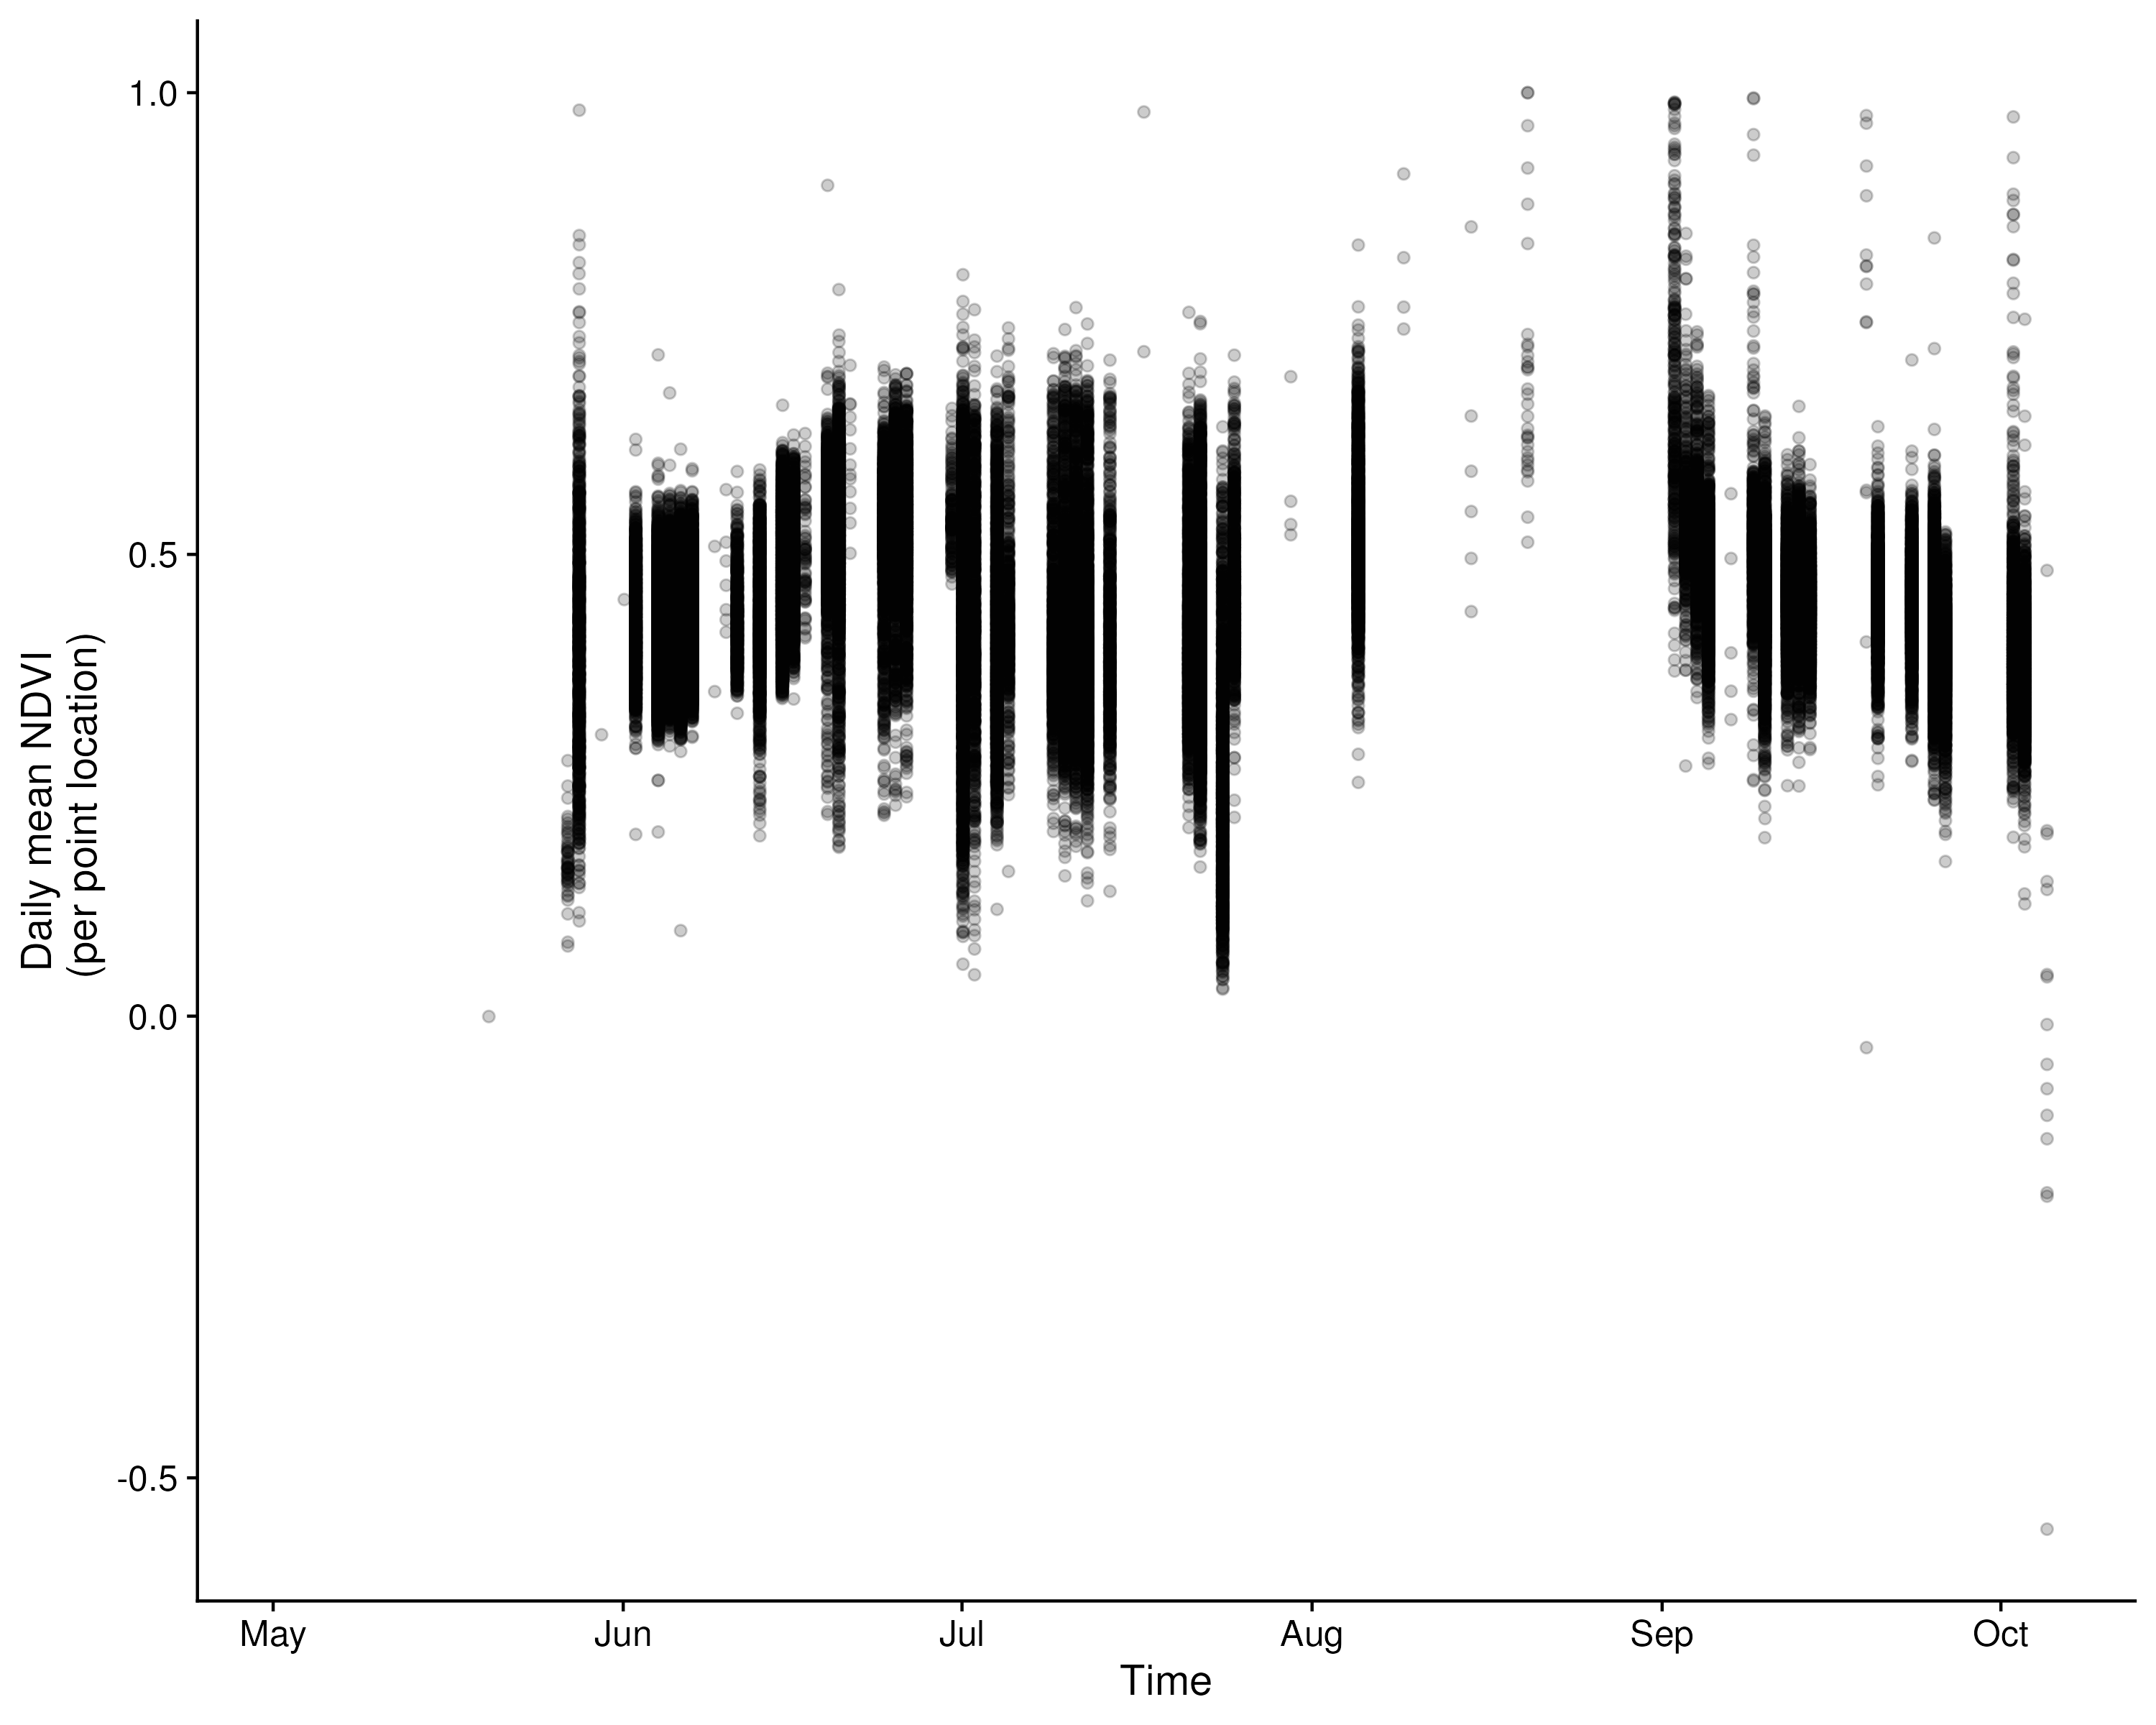 Daily mean NDVI
(per point location)
1.0
0.5
0.0
-0.5
May
Jun
Jul
Aug
Sep
Oct
Time